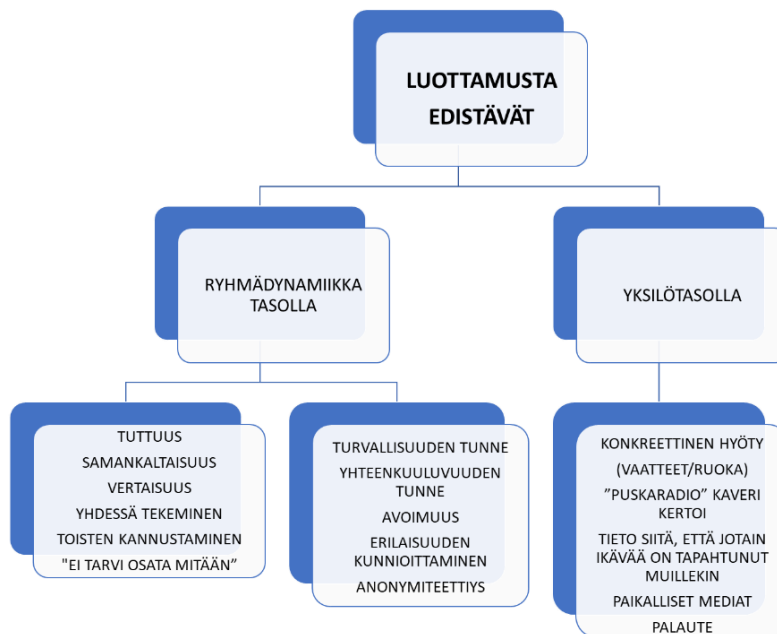 LUOTTAMUSTA
EDISTÄVÄT
RYHMÄDYNAMIIKKA
TASOLLA
YKSILÖTASOLLA
TUTTUUS
SAMANKALTAISUUS
VERTAISUUS
YHDESSÄ TEKEMINEN
TOISTEN KANNUSTAMINEN
"EI TARVI OSATA MITÄÄN”
TURVALLISUUDEN TUNNE
YHTEENKUULUVUUDEN
TUNNE
AVOIMUUS
ERILAISUUDEN
KUNNIOITTAMINEN
ANONYMITEETTIYS
KONKREETTINEN HYÖTY
(VAATTEET/RUOKA)
”PUSKARADIO” KAVERI
KERTOI
TIETO SIITÄ, ETTÄ JOTAIN
IKÄVÄÄ ON TAPAHTUNUT
MUILLEKIN
PAIKALLISET MEDIAT
PALAUTE